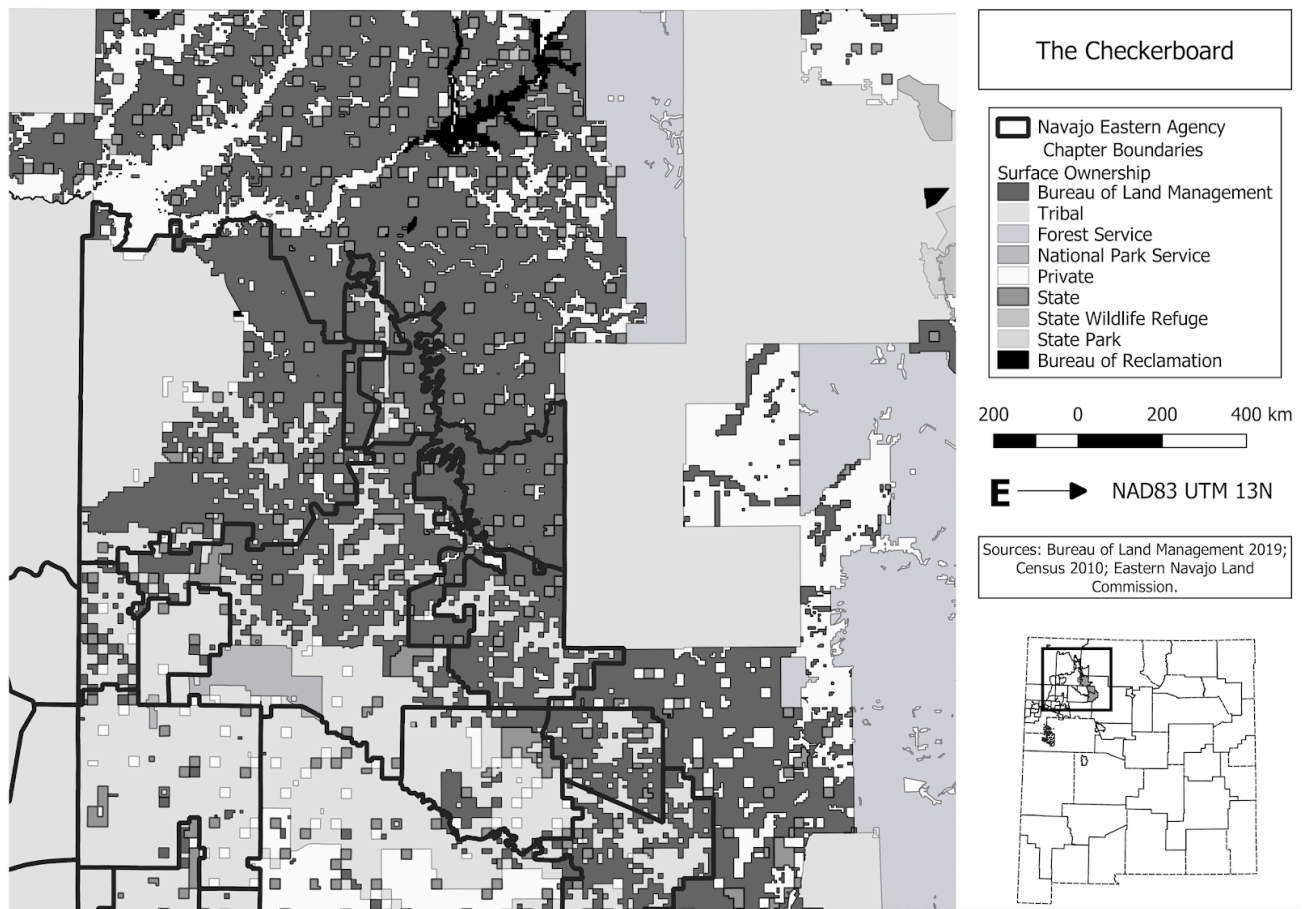 The Checkerboard
Navajo Eastern Agency
Chapter Boundaries
Surface Ownership
Bureau of Land Management
Tribal
Forest Service
National Park Service
Private
State
State Wildlife Refuge
State Park
Bureau of Reclamation
200 0 200 400 km
E NAD83 UTM 13N
Sources: Bureau of Land Management 2019;
Census 2010; Eastern Navajo Land
Commission.